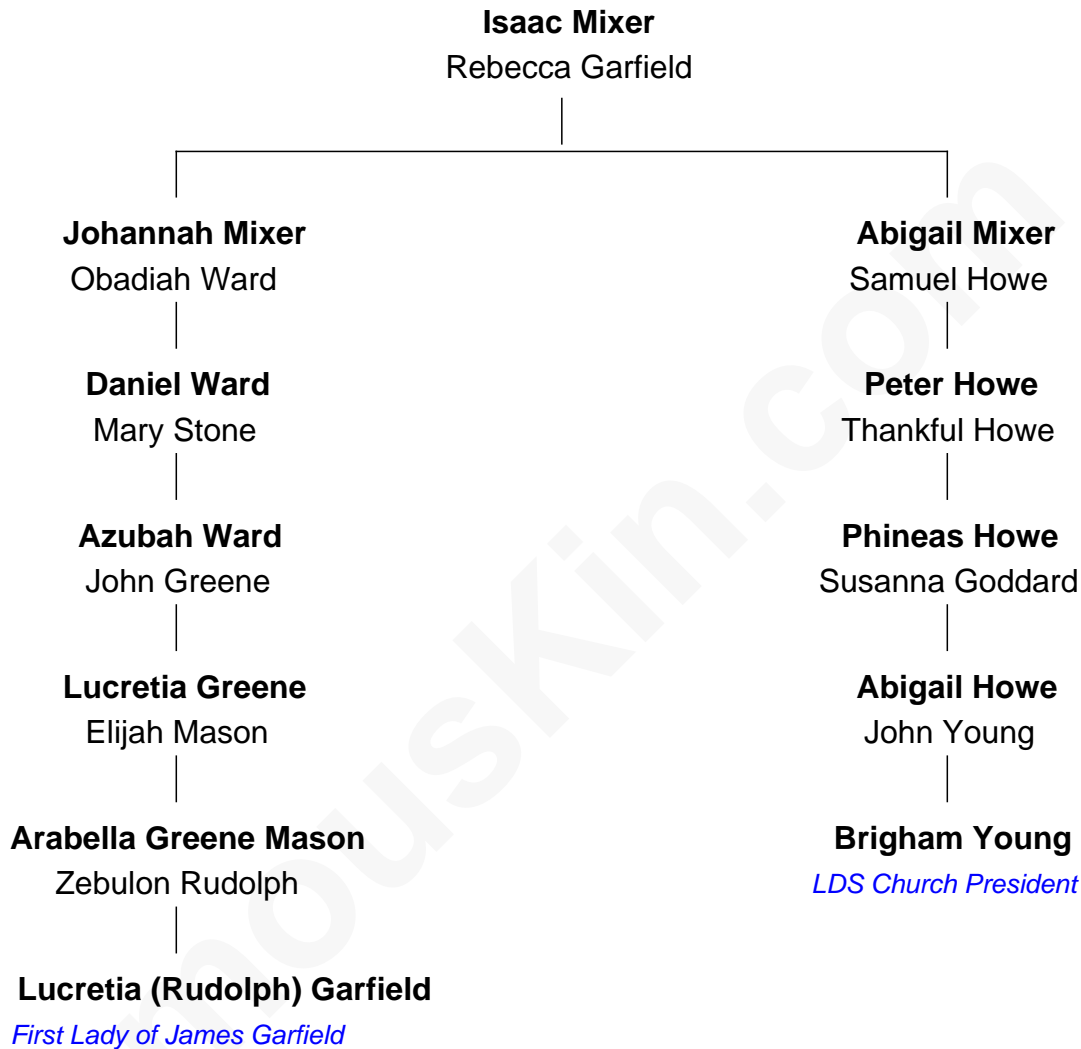 Isaac Mixer
Rebecca Garfield
Johannah Mixer
Obadiah Ward
Abigail Mixer
Samuel Howe
Daniel Ward
Mary Stone
Peter Howe
Thankful Howe
Azubah Ward
John Greene
Phineas Howe
Susanna Goddard
Lucretia Greene
Elijah Mason
Abigail Howe
John Young
Arabella Greene Mason
Zebulon Rudolph
Brigham Young
LDS Church President
Lucretia (Rudolph) Garfield
First Lady of James Garfield
mouskin.com